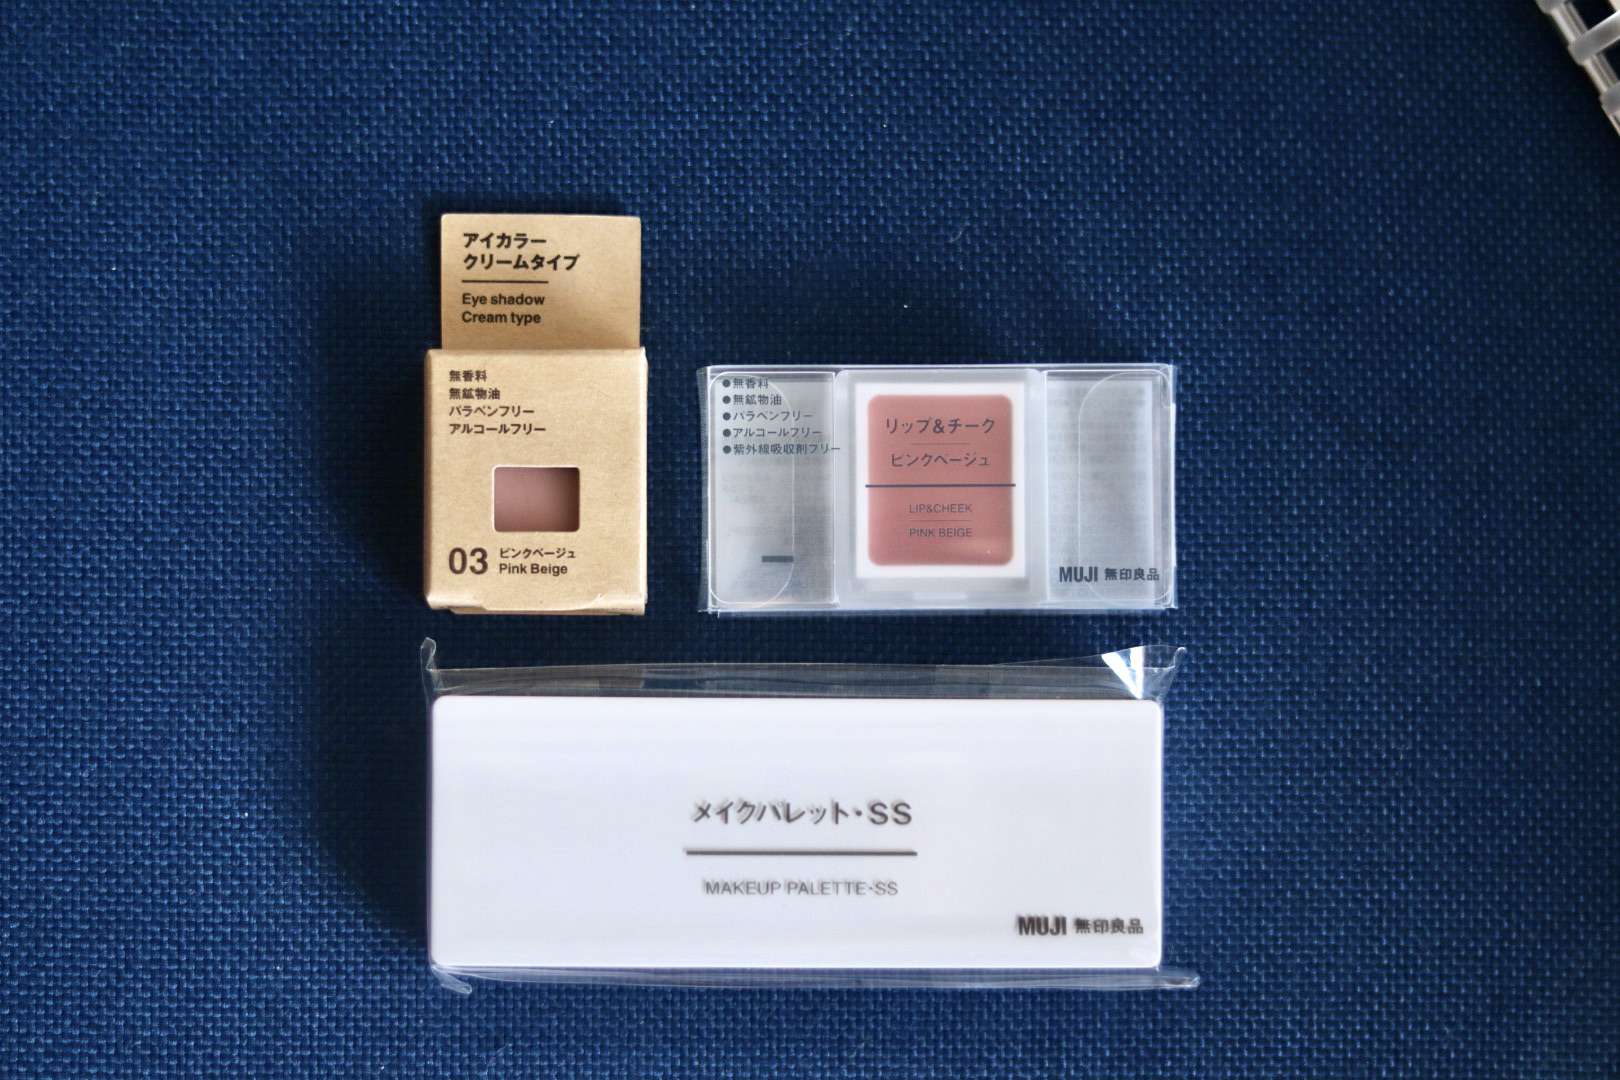 アイカラー
クリームタイプ
Eye shadow
Cream type
無香料
無鉱物油
パラベンフリー
アルコールフリー
03 ピンクベージュ
Pink Beige
●無香料
●無鉱物油
●パラベンフリー
●アルコールフリー
●紫外線吸収剤フリー
リップ&チーク
ピンクベージュ
LIP&CHEEK
PINK BEIGE
MUJI 無印良品
メイクパレット・SS
MAKEUP PALETTE・SS
MUJI 無印良品